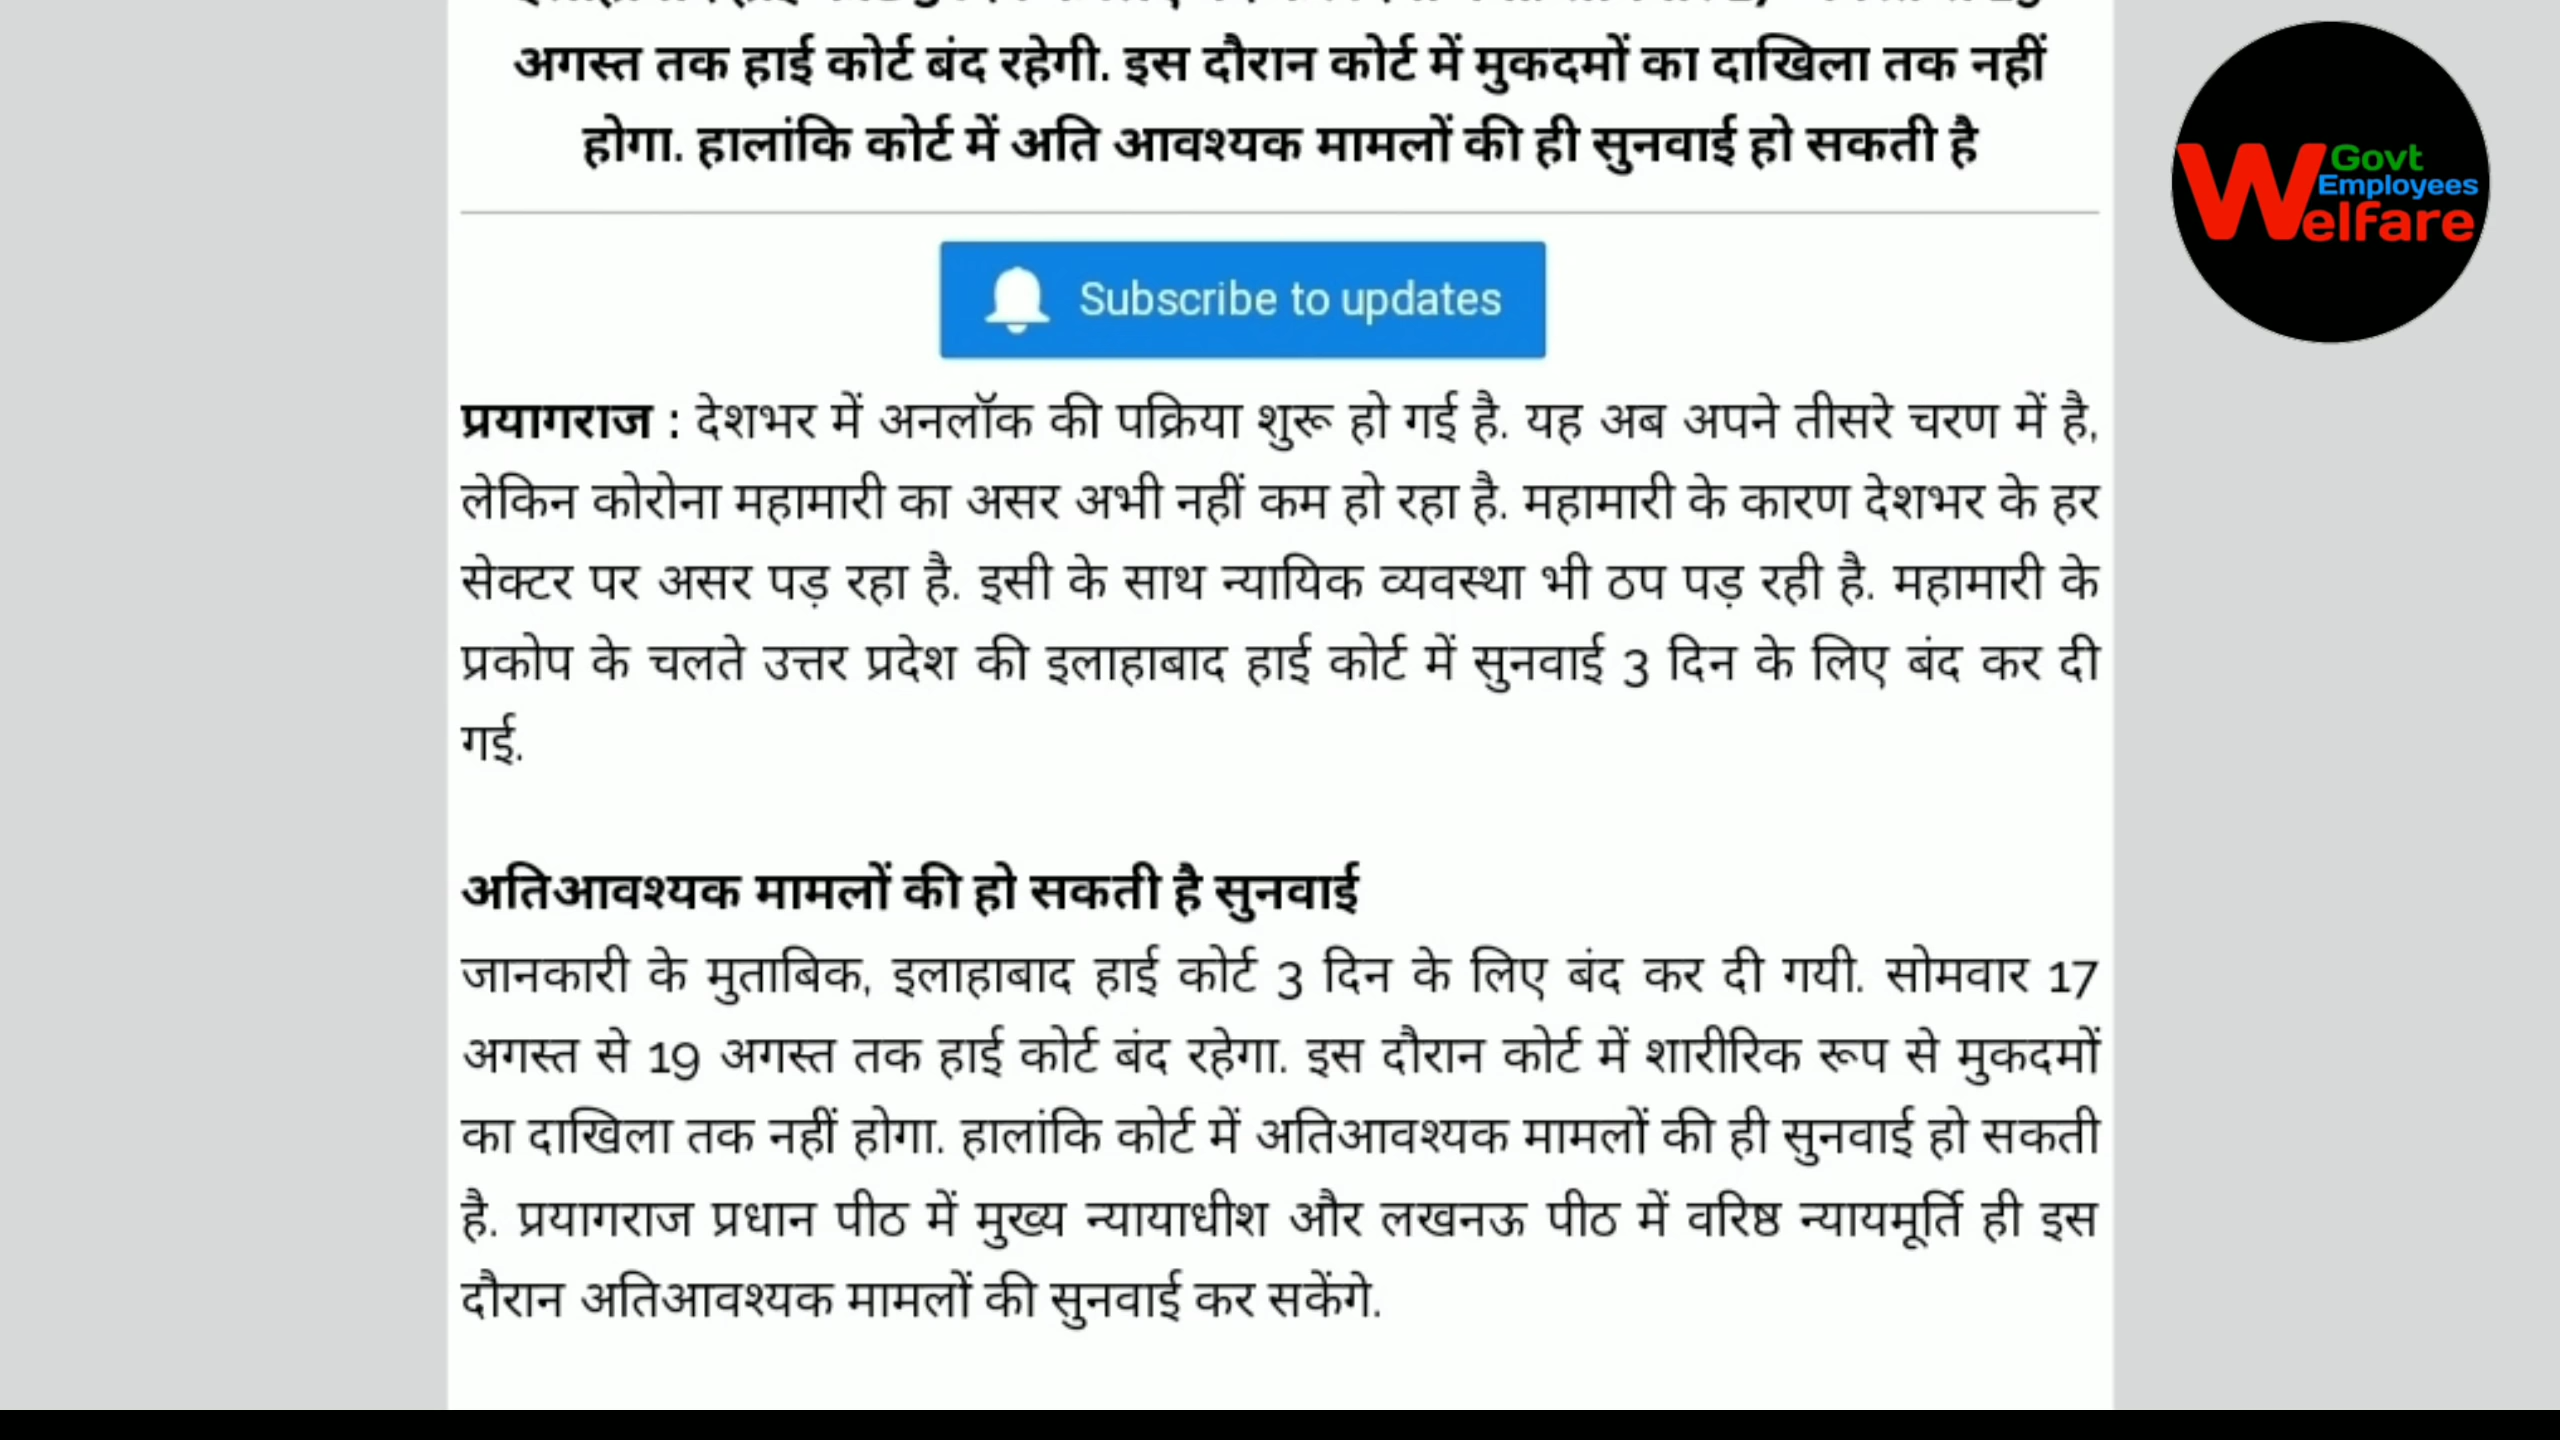 अगस्त तक हाई कोर्ट बंद रहेगी. इस दौरान कोर्ट में मुकदमों का दाखिला तक नहीं
होगा. हालांकि कोर्ट में अति आवश्यक मामलों की ही सुनवाई हो सकती है
Govt
Employees
Welfare
Subscribe to updates
प्रयागराज : देशभर में अनलॉक की पक्रिया शुरू हो गई है. यह अब अपने तीसरे चरण में है,
लेकिन कोरोना महामारी का असर अभी नहीं कम हो रहा है. महामारी के कारण देशभर के हर
सेक्टर पर असर पड़ रहा है. इसी के साथ न्यायिक व्यवस्था भी ठप पड़ रही है. महामारी के
प्रकोप के चलते उत्तर प्रदेश की इलाहाबाद हाई कोर्ट में सुनवाई 3 दिन के लिए बंद कर दी
गई.
अतिआवश्यक मामलों की हो सकती है सुनवाई
जानकारी के मुताबिक, इलाहाबाद हाई कोर्ट 3 दिन के लिए बंद कर दी गयी. सोमवार 17
अगस्त से 19 अगस्त तक हाई कोर्ट बंद रहेगा. इस दौरान कोर्ट में शारीरिक रूप से मुकदमों
का दाखिला तक नहीं होगा. हालांकि कोर्ट में अतिआवश्यक मामलों की ही सुनवाई हो सकती
है. प्रयागराज प्रधान पीठ में मुख्य न्यायाधीश और लखनऊ पीठ में वरिष्ठ न्यायमूर्ति ही इस
दौरान अतिआवश्यक मामलों की सुनवाई कर सकेंगे.